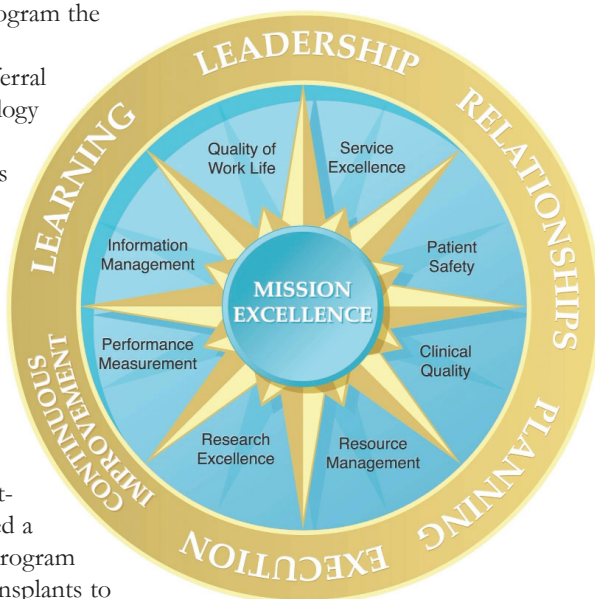 ogram the
ferral
logy
s
t-
ed a
rogram
nsplants to
LEADERSHIP
RELATIONSHIPS
PLANNING
EXECUTION
CONTINUOUS
IMPROVEMENT
LEARNING
Quality of
Work Life
Service
Excellence
Patient
Safety
Clinical
Quality
Resource
Management
Research
Excellence
Performance
Measurement
Information
Management
MISSION
EXCELLENCE